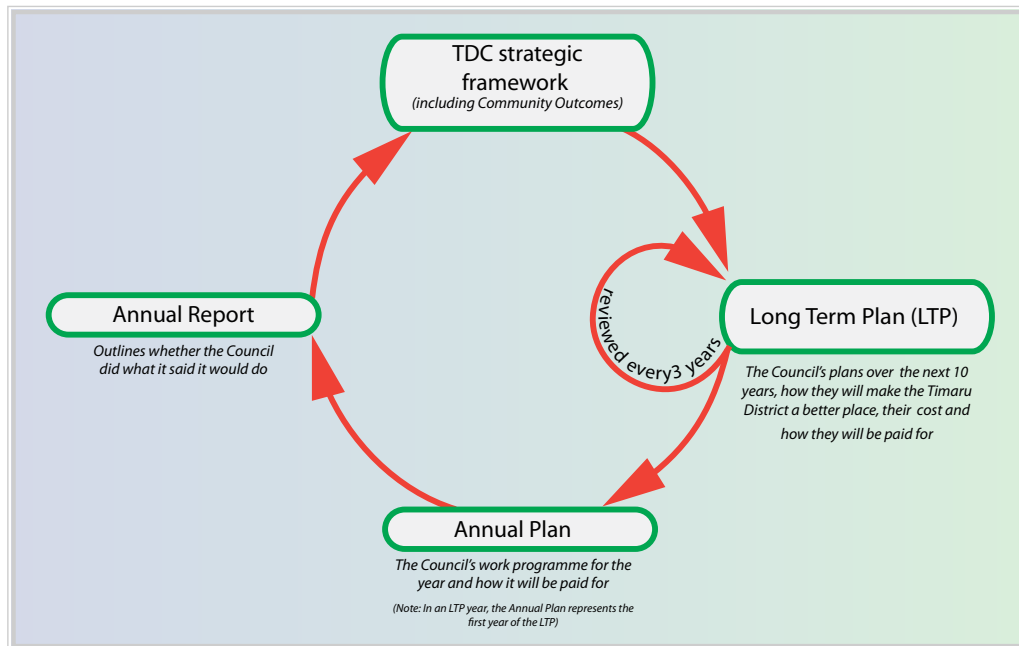 TDC strategic
framework
(including Community Outcomes)
Long Term Plan (LTP)
The Council's plans over the next 10
years, how they will make the Timaru
District a better place, their cost and
how they will be paid for
reviewed every3 years
Annual Plan
The Council's work programme for the
year and how it will be paid for
(Note: In an LTP year, the Annual Plan represents the
first year of the LTP)
Annual Report
Outlines whether the Council
did what it said it would do